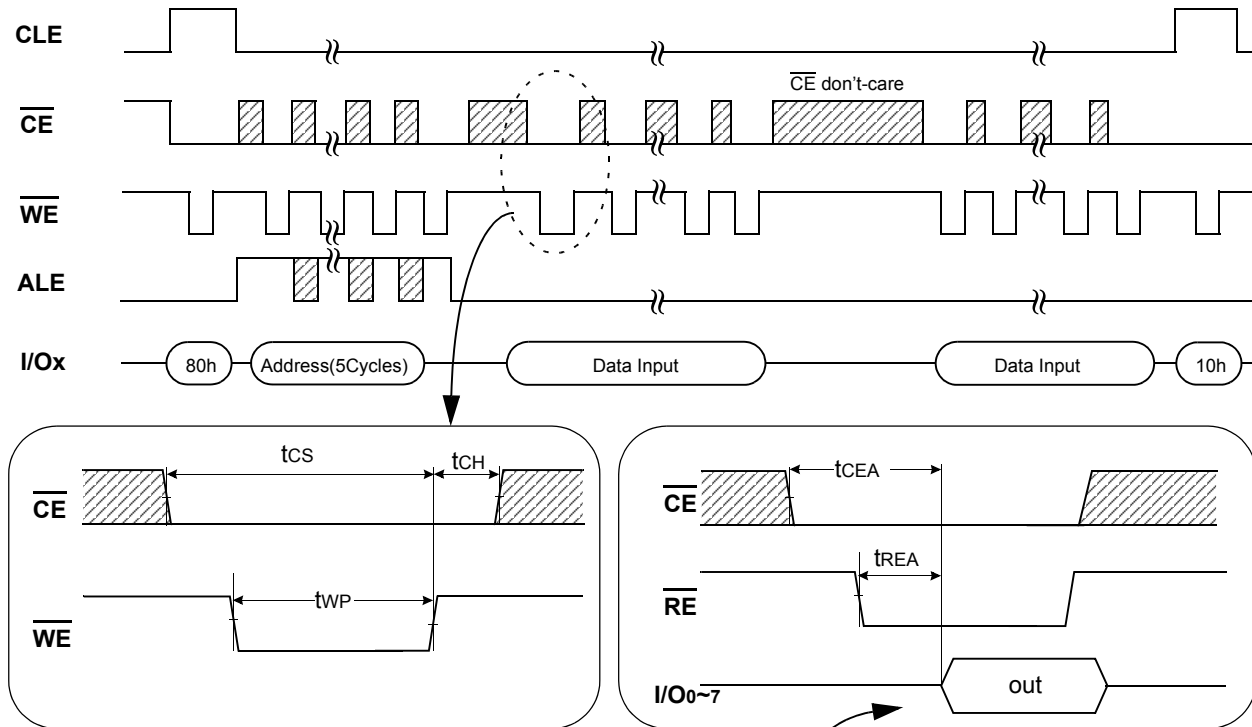 CLE
CE don't-care
CE
WE
ALE
I/Ox 80h Address(5Cycles) Data Input Data Input 10h
tCS tCH
CE
tWP
WE
tCEA
CE
tREA
RE
I/O0~7 out